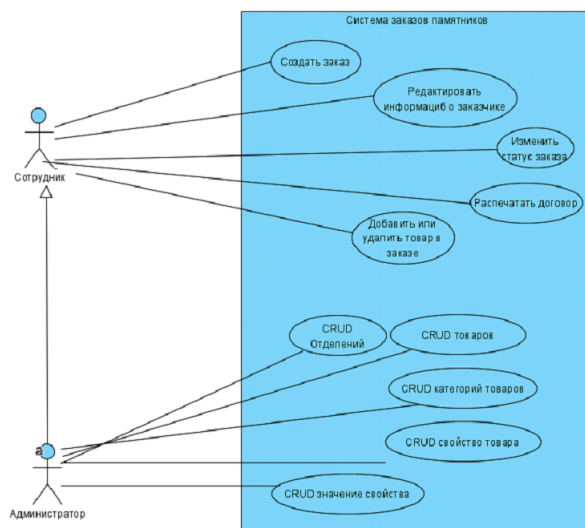 Система заказов памятников
Создать заказ
Редактировать
информациб о заказчике
Изменить
статус заказа
Сотрудник
Распечатать договор
Добавить или
удалить товар в
заказе
CRUD
Отделений
CRUD товаров
CRUD категорий товаров
CRUD свойство товара
a
CRUD значение свойства
Администратор